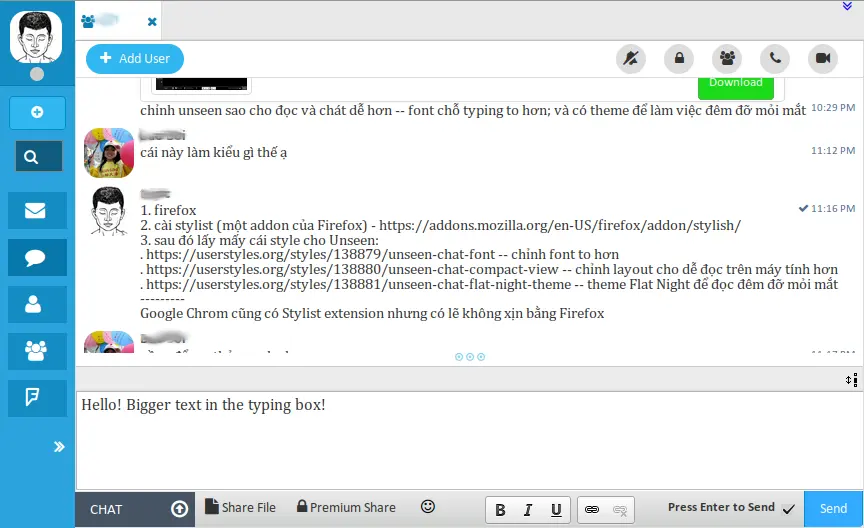 Add User
Download
chỉnh unseen sao cho đọc và chát dễ hơn -- font chỗ typing to hơn; và có theme để làm việc đêm đỡ mỏi mắt 10:29 PM
cái này làm kiểu gì thế ạ 11:12 PM
1. firefox 11:16 PM
2. cài stylist (một addon của Firefox) - https://addons.mozilla.org/en-US/firefox/addon/stylish/
3. sau đó lấy mấy cái style cho Unseen:
. https://userstyles.org/styles/138879/unseen-chat-font -- chỉnh font to hơn
. https://userstyles.org/styles/138880/unseen-chat-compact-view -- chỉnh layout cho dễ đọc trên máy tính hơn
. https://userstyles.org/styles/138881/unseen-chat-flat-night-theme -- theme Flat Night để đọc đêm đỡ mỏi mắt
---------
Google Chrom cũng có Stylist extension nhưng có lẽ không xịn bằng Firefox
Hello! Bigger text in the typing box!
CHAT Share File Premium Share B I U Press Enter to Send Send